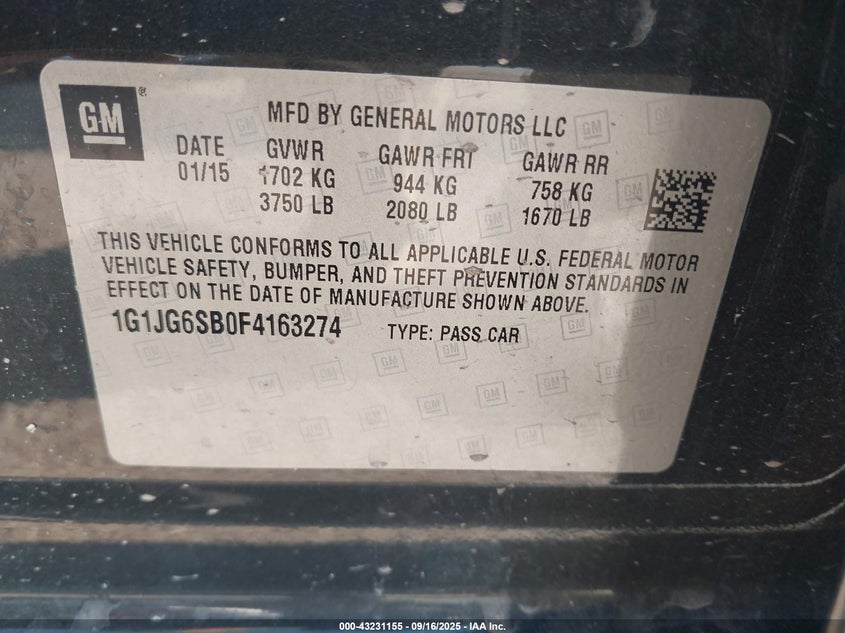 GM
MFD BY GENERAL MOTORS LLC
DATE GVWR GAWR FRT GAWR RR
01/15 1702 KG 944 KG 758 KG
3750 LB 2080 LB 1670 LB
THIS VEHICLE CONFORMS TO ALL APPLICABLE U.S. FEDERAL MOTOR
VEHICLE SAFETY, BUMPER, AND THEFT PREVENTION STANDARDS IN
EFFECT ON THE DATE OF MANUFACTURE SHOWN ABOVE.
1G1JG6SB0F4163274 TYPE: PASS CAR
000-43231155 - 09/16/2025 - IAA Inc.